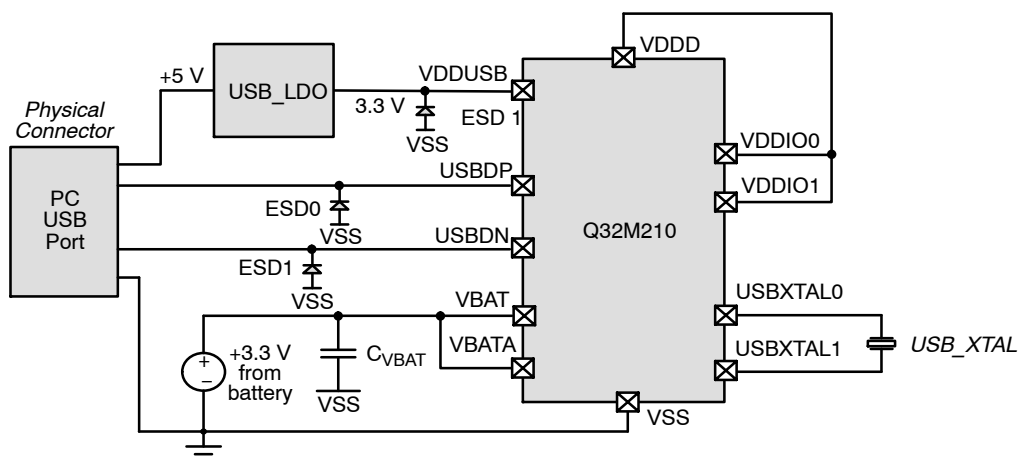 VDDD
+5 V
USB_LDO
VDDUSB
3.3 V
ESD 1
VSS
Physical
Connector
VDDIO0
VDDIO1
PC
USB
Port
USBDP
ESD0
VSS
Q32M210
USBDN
ESD1
VSS
VBAT
VBATA
+3.3 V
from
battery
+
−
CVBAT
VSS
USBXTAL0
USBXTAL1
USB_XTAL
VSS